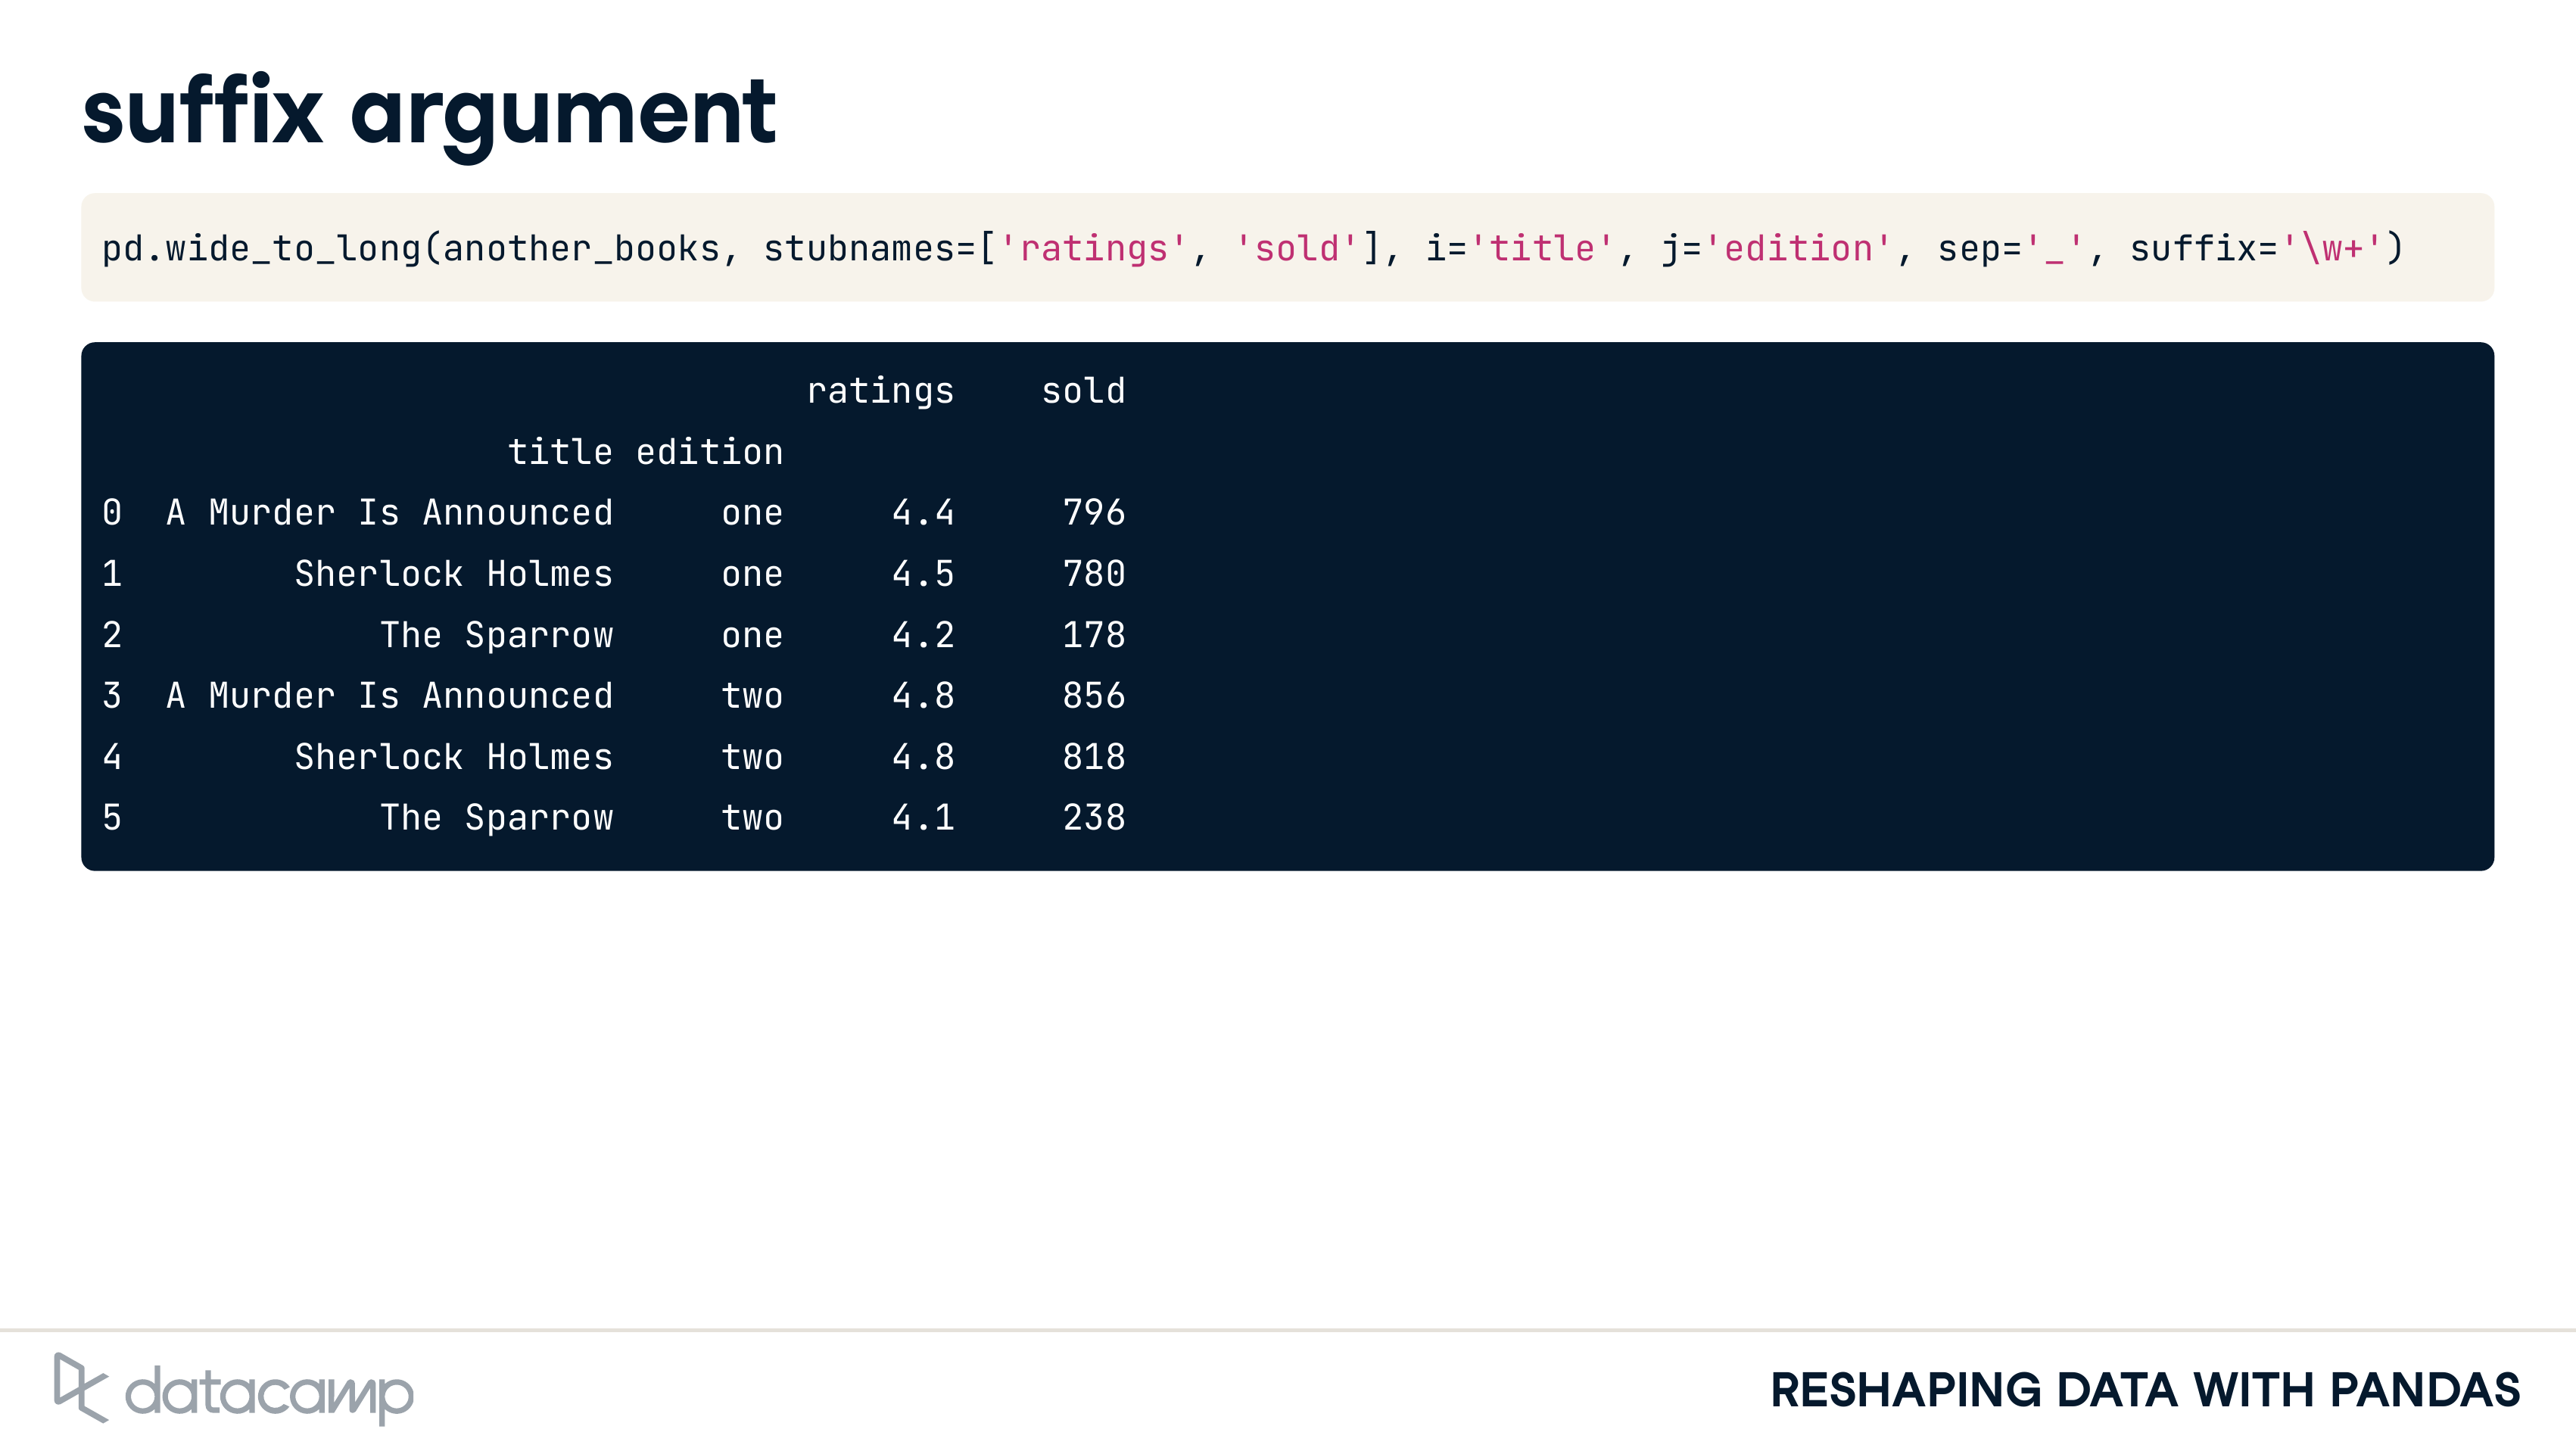 suffix argument
pd.wide_to_long(another_books, stubnames=['ratings', 'sold'], i='title', j='edition', sep='_', suffix='\w+')
ratings sold
title edition
0 A Murder Is Announced one 4.4 796
1 Sherlock Holmes one 4.5 780
2 The Sparrow one 4.2 178
3 A Murder Is Announced two 4.8 856
4 Sherlock Holmes two 4.8 818
5 The Sparrow two 4.1 238
datacamp
RESHAPING DATA WITH PANDAS